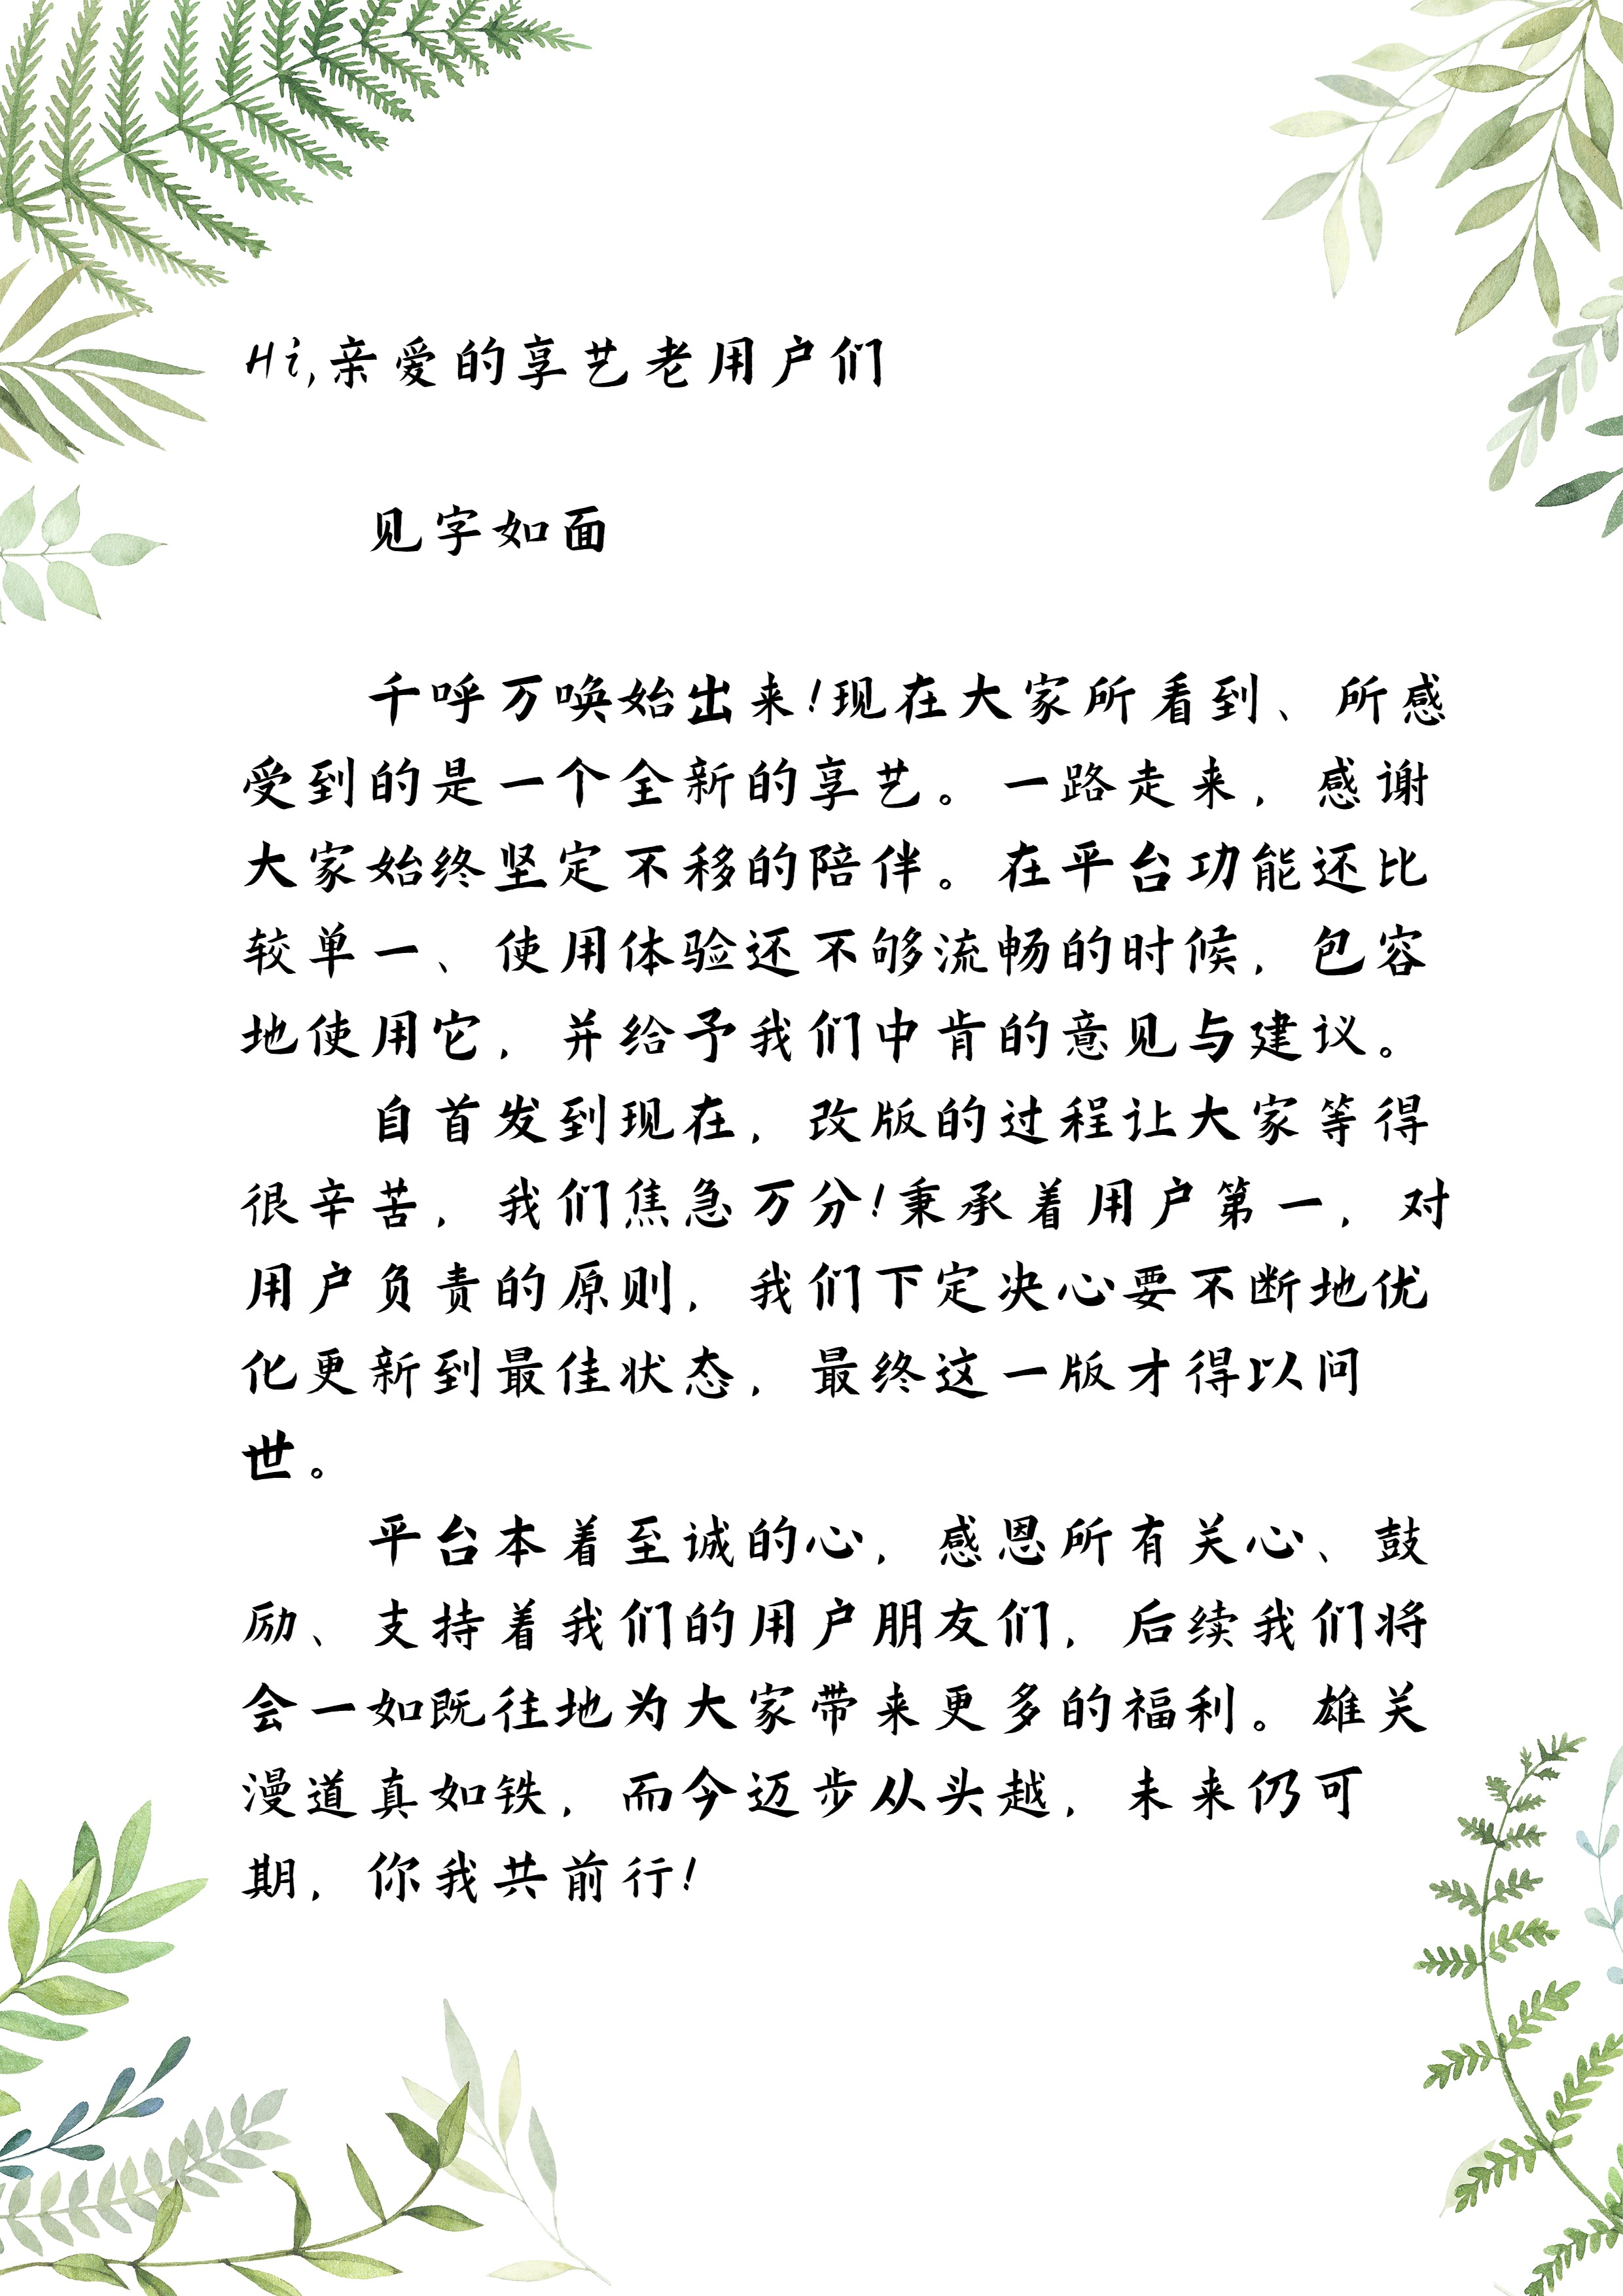 Hi,亲爱的享艺老用户们
见字如面
千呼万唤始出来!现在大家所看到、所感
受到的是一个全新的享艺。一路走来，感谢
大家始终坚定不移的陪伴。在平台功能还比
较单一、使用体验还不够流畅的时候，包容
地使用它，并给予我们中肯的意见与建议。
自首发到现在，改版的过程让大家等得
很辛苦，我们焦急万分!秉承着用户第一，对
用户负责的原则，我们下定决心要不断地优
化更新到最佳状态，最终这一版才得以问
世。
平台本着至诚的心，感恩所有关心、鼓
励、支持着我们的用户朋友们，后续我们将
会一如既往地为大家带来更多的福利。雄关
漫道真如铁，而今迈步从头越，未来仍可
期，你我共前行!